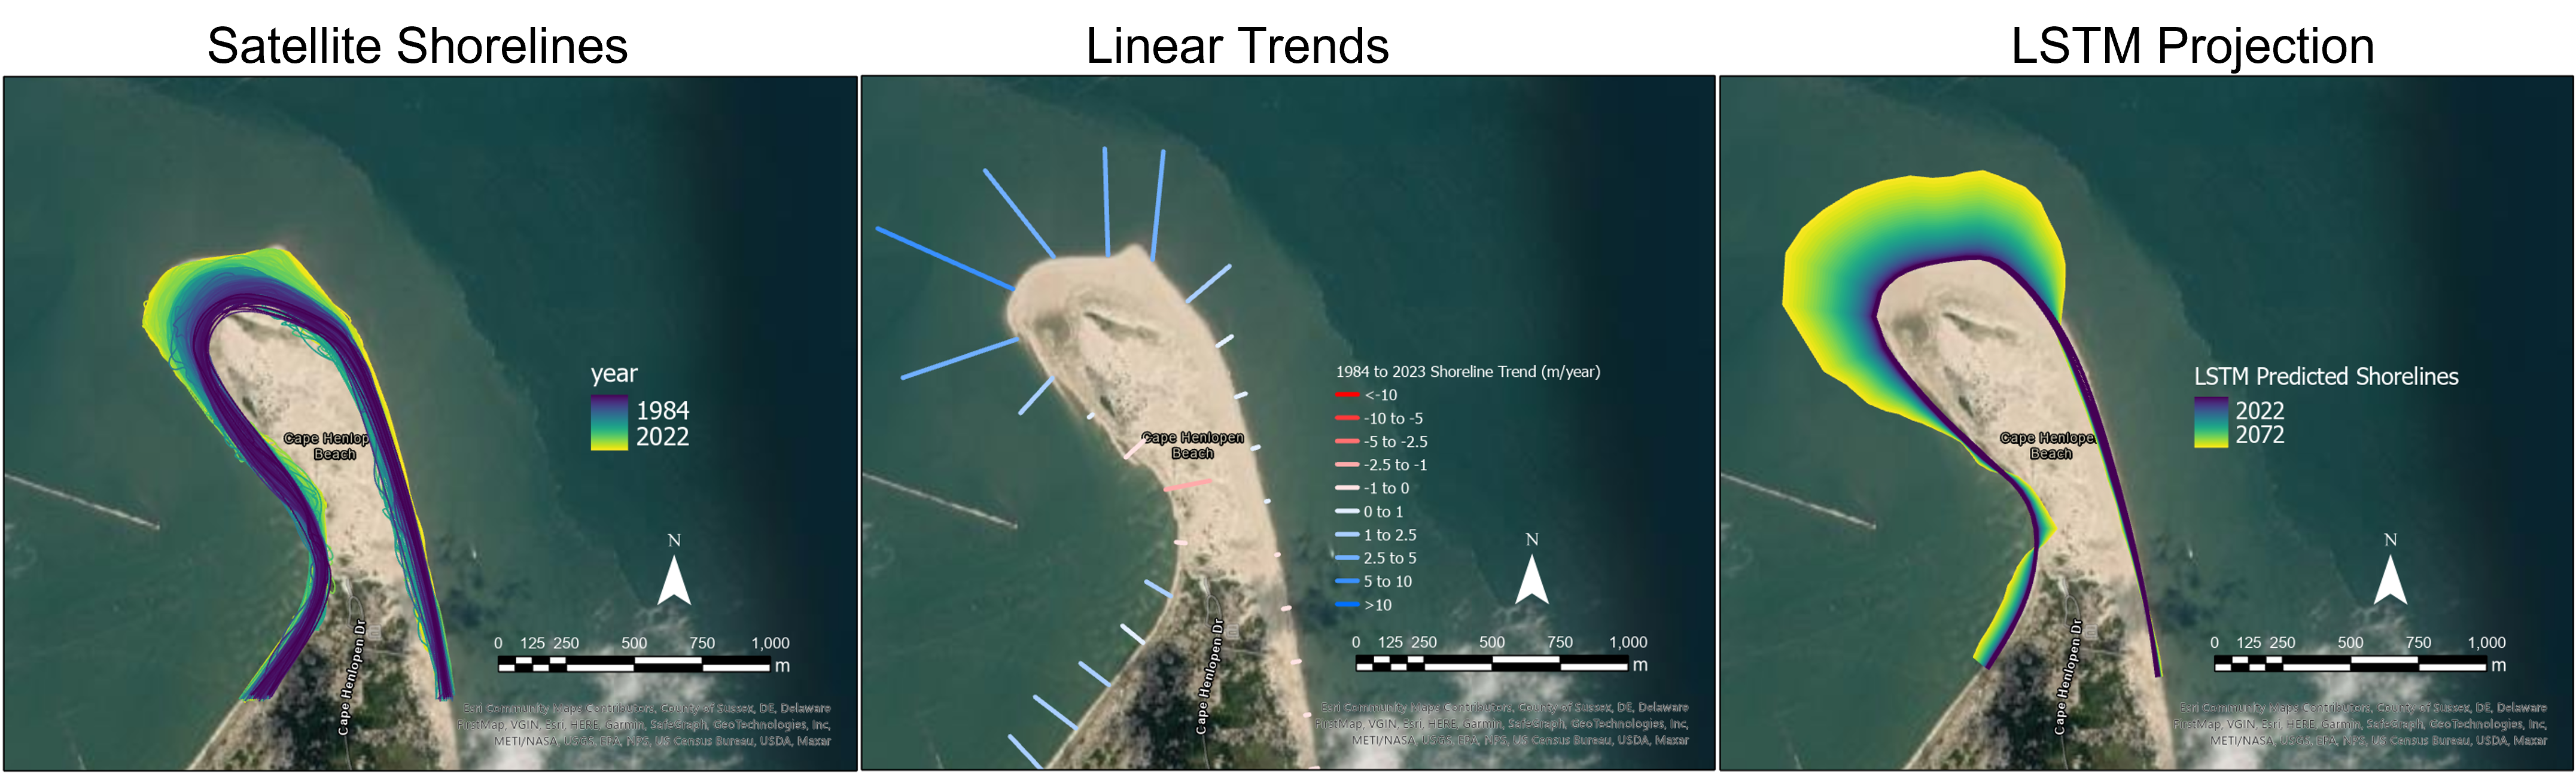 Satellite Shorelines
Linear Trends
LSTM Projection
year
1984
2022
Cape Henlop
Beach
N
0 125 250 500 750 1,000
m
Cape Henlopen Dr
Esri Community Maps Contributors, County of Sussex, DE, Delaware
FirstMap, VGIN, Esri, HERE, Garmin, SafeGraph, GeoTechnologies, Inc,
METI/NASA, USGS, EPA, NPS, US Census Bureau, USDA, Maxar
1984 to 2023 Shoreline Trend (m/year)
<-10
-10 to -5
-5 to -2.5
-2.5 to -1
-1 to 0
0 to 1
1 to 2.5
2.5 to 5
5 to 10
>10
Cape Henlopen
Beach
N
0 125 250 500 750 1,000
m
Cape Henlopen Dr
Esri Community Maps Contributors, County of Sussex, DE, Delaware
FirstMap, VGIN, Esri, HERE, Garmin, SafeGraph, GeoTechnologies, Inc,
METI/NASA, USGS, EPA, NPS, US Census Bureau, USDA, Maxar
LSTM Predicted Shorelines
2022
2072
Cape Henlope
Beach
N
0 125 250 500 750 1,000
m
Cape Henlopen Dr
Esri Community Maps Contributors, County of Sussex, DE, Delaware
FirstMap, VGIN, Esri, HERE, Garmin, SafeGraph, GeoTechnologies, Inc,
METI/NASA, USGS, EPA, NPS, US Census Bureau, USDA, Maxar